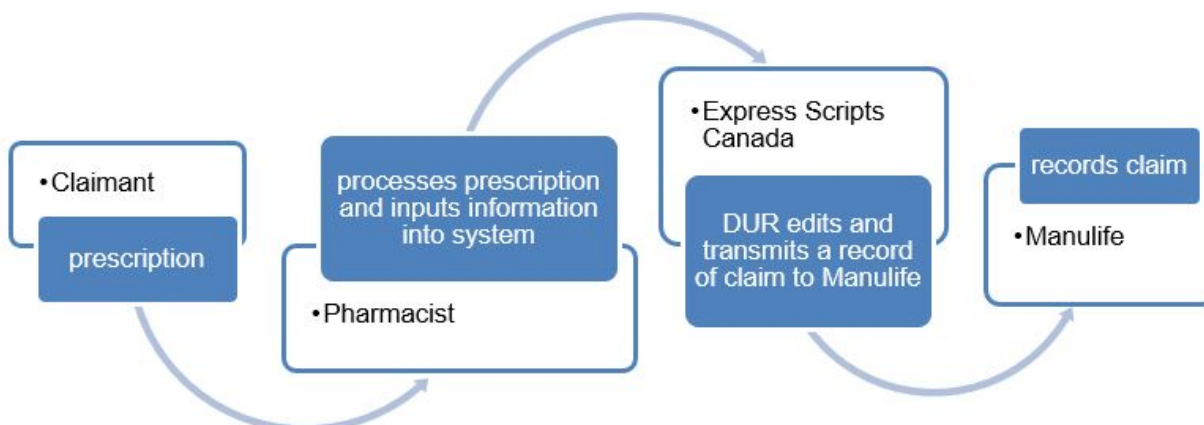 •Claimant
prescription
processes prescription
and inputs information
into system
•Pharmacist
•Express Scripts
Canada
DUR edits and
transmits a record
of claim to Manulife
records claim
•Manulife